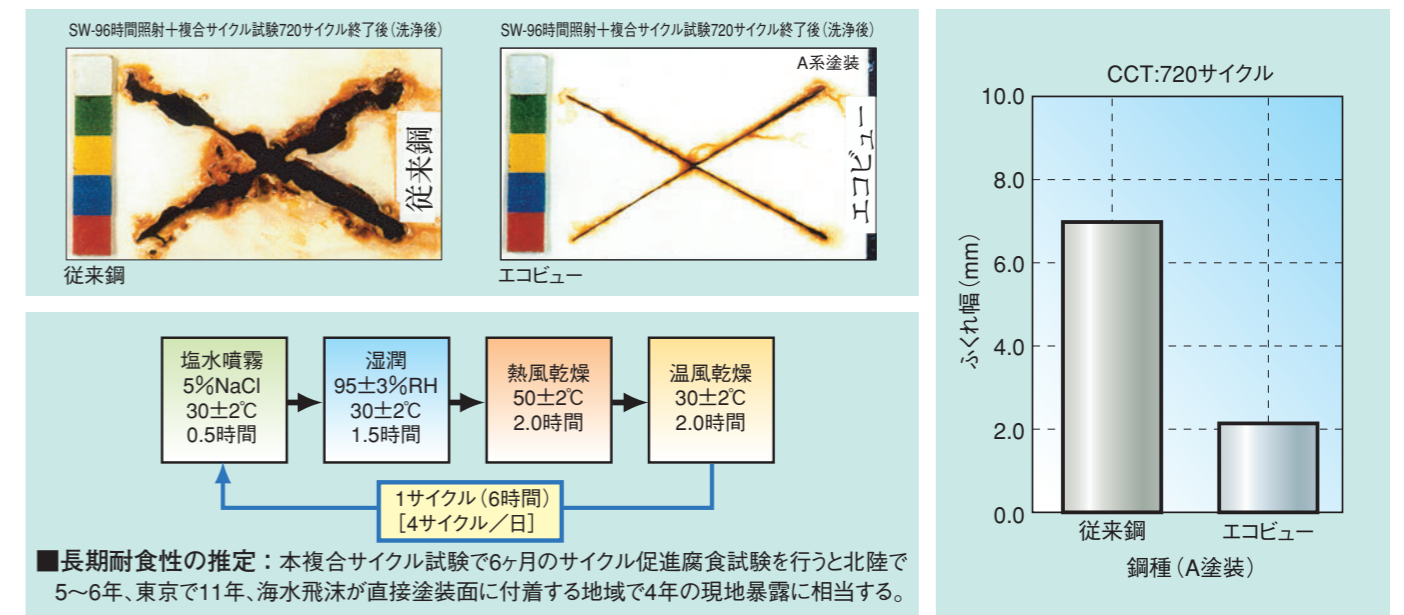 SW-96時間照射＋複合サイクル試験720サイクル終了後（洗浄後）
従来鋼
従来鋼
SW-96時間照射＋複合サイクル試験720サイクル終了後（洗浄後）
A系塗装
エコビュー
エコビュー
塩水噴霧
5%NaCl
30±2℃
0.5時間
湿潤
95±3%RH
30±2℃
1.5時間
熱風乾燥
50±2℃
2.0時間
温風乾燥
30±2℃
2.0時間
1サイクル（6時間）
［4サイクル／日］
■長期耐食性の推定：本複合サイクル試験で6ヶ月のサイクル促進腐食試験を行うと北陸で
5〜6年、東京で11年、海水飛沫が直接塗装面に付着する地域で4年の現地暴露に相当する。
CCT:720サイクル
ふくれ幅（mm）
10.0
8.0
6.0
4.0
2.0
0.0
従来鋼
エコビュー
鋼種（A塗装）